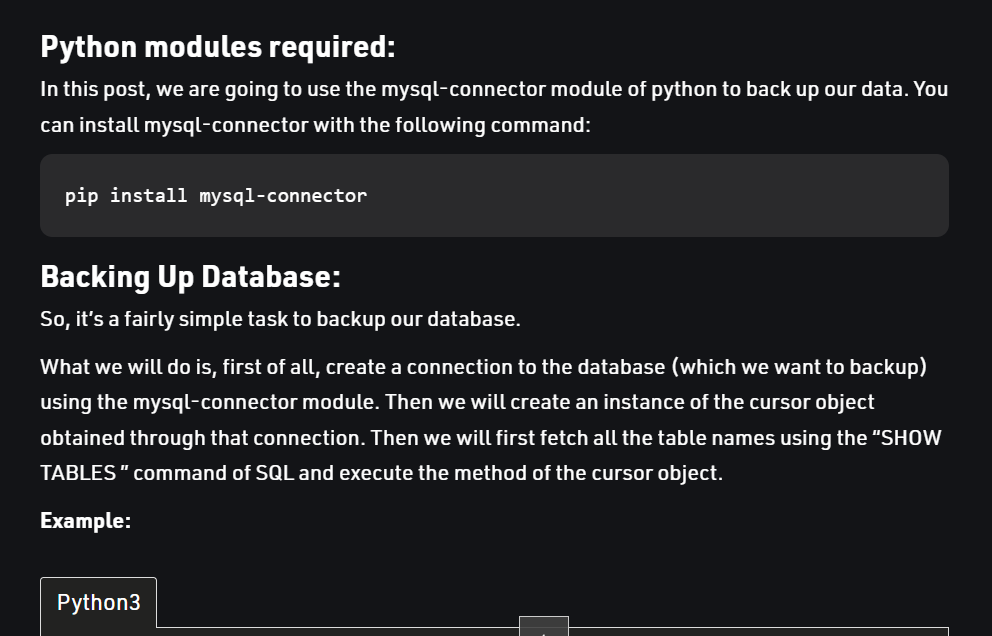 Python modules required:
In this post, we are going to use the mysql-connector module of python to back up our data. You
can install mysql-connector with the following command:
pip install mysql-connector
Backing Up Database:
So, it’s a fairly simple task to backup our database.
What we will do is, first of all, create a connection to the database (which we want to backup)
using the mysql-connector module. Then we will create an instance of the cursor object
obtained through that connection. Then we will first fetch all the table names using the “SHOW
TABLES ” command of SQL and execute the method of the cursor object.
Example:
Python3